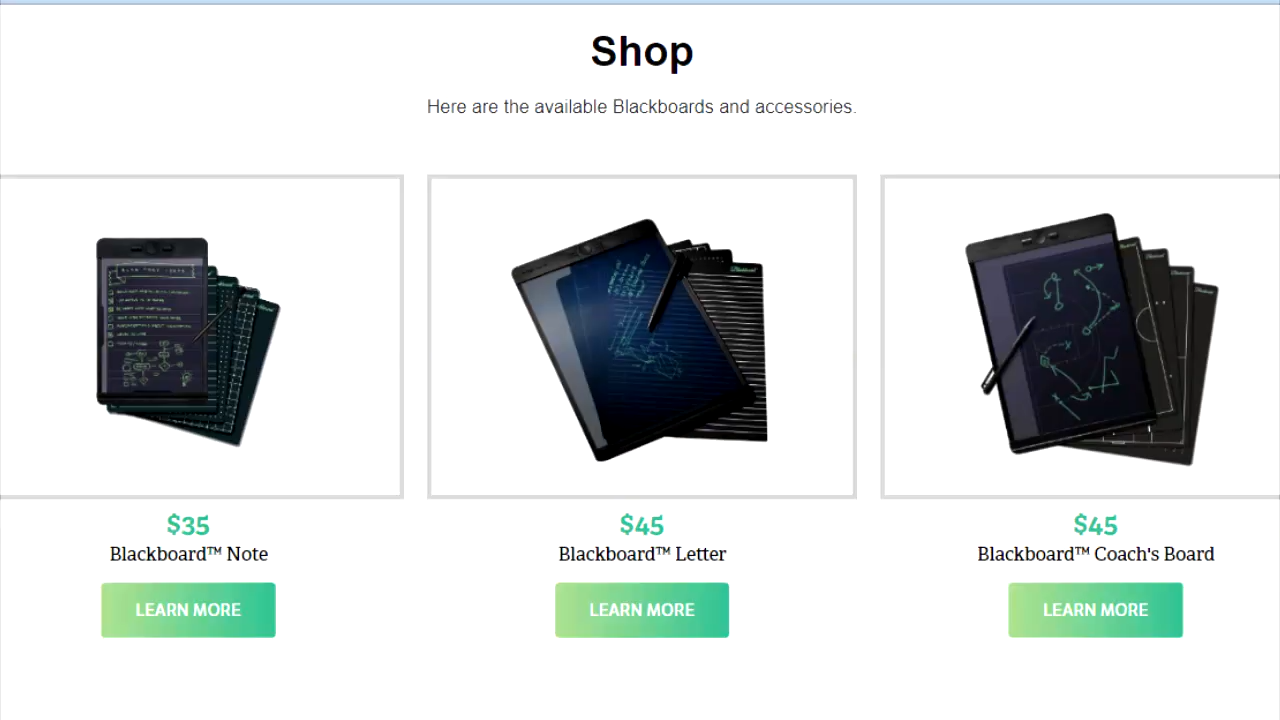 Shop
Here are the available Blackboards and accessories.
$35
Blackboard™ Note
LEARN MORE
$45
Blackboard™ Letter
LEARN MORE
$45
Blackboard™ Coach's Board
LEARN MORE